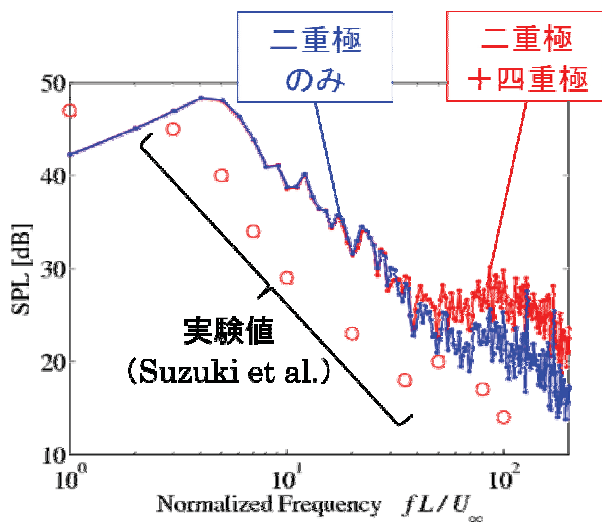 二重極
のみ
二重極
+四重極
50
40
30
20
10
SPL [dB]
実験値
(Suzuki et al.)
10⁰
10¹
10²
Normalized Frequency fL/U∞